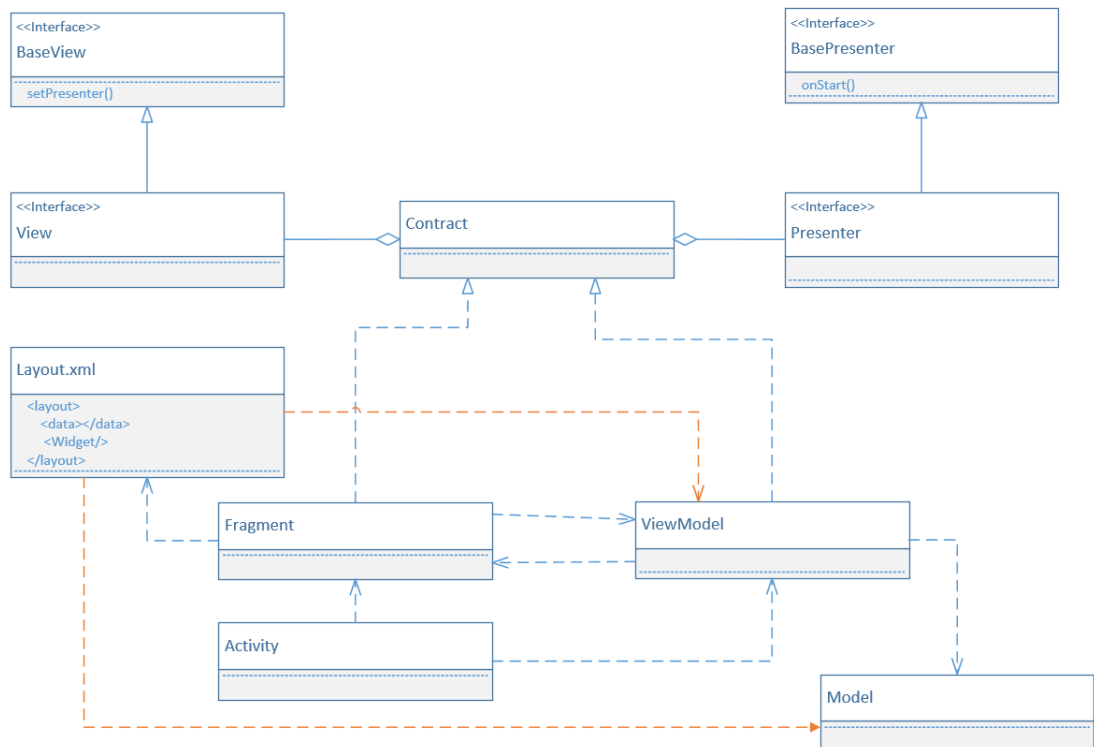 <<Interface>>
BaseView
setPresenter()
<<Interface>>
BasePresenter
onStart()
<<Interface>>
View
Contract
<<Interface>>
Presenter
Layout.xml
<layout>
<data></data>
<Widget/>
</layout>
Fragment
ViewModel
Activity
Model